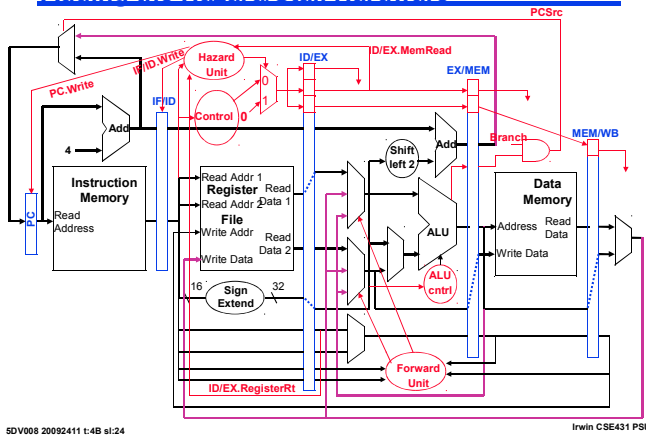 PCSrc
ID/EX.MemRead
Hazard
Unit
ID/EX
IF/ID.Write
PC.Write
EX/MEM
0
1
IF/ID
Control
0
Add
Branch
MEM/WB
4
Shift
left 2
Add
Instruction
Memory
Read Addr 1
Register
Read
Data 1
Read Addr 2
File
Write Addr
Read
Data 2
Write Data
PC
Read
Address
ALU
Data
Memory
Address
Read
Data
Write Data
ALU
cntrl
16
Sign
Extend
32
Forward
Unit
ID/EX.RegisterRt
5DV008 20092411 t:4B sl:24
Irwin CSE431 PSU